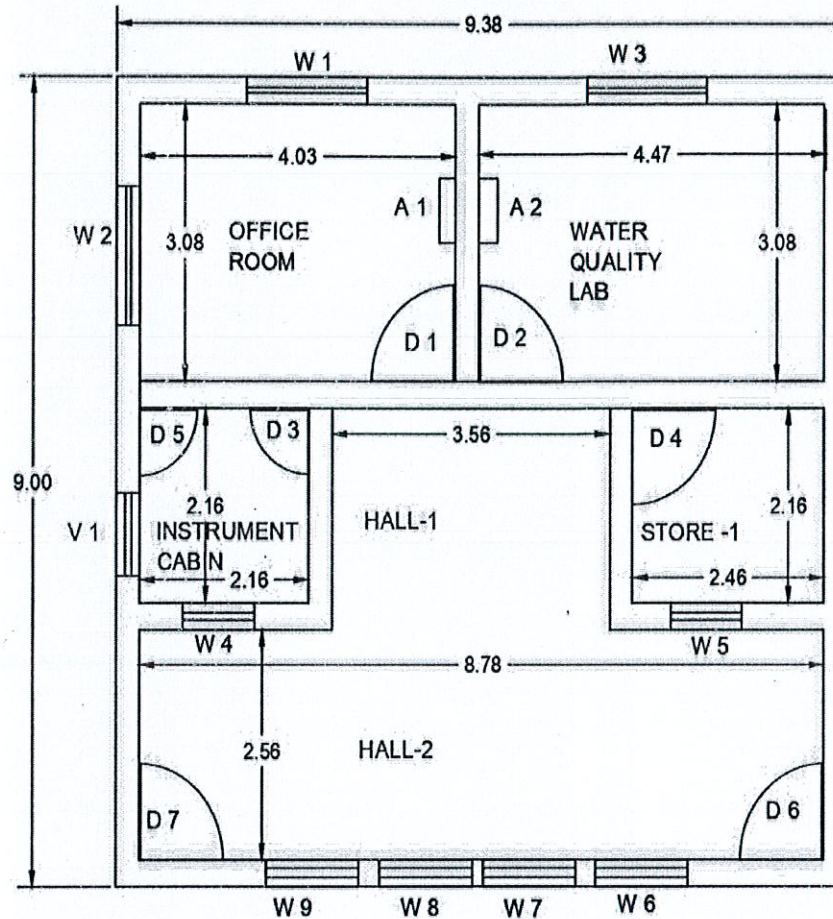 9.38
W 1
W 3
4.03
4.47
A 1
A 2
W 2
3.08
OFFICE
ROOM
WATER
QUALITY
LAB
3.08
D 1
D 2
D 5
D 3
3.56
D 4
9.00
2.16
2.16
V 1
INSTRUMENT
CABIN
HALL-1
STORE -1
2.16
2.46
W 4
W 5
8.78
2.56
HALL-2
D 7
D 6
W 9
W 8
W 7
W 6